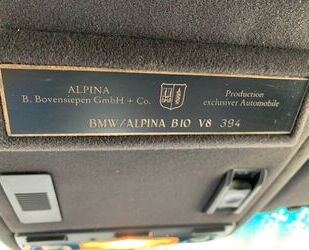 ALPINA
B. Bovensiepen GmbH + Co.
Production
exclusiver Automobile
BMW/ALPINA B10 V8 394